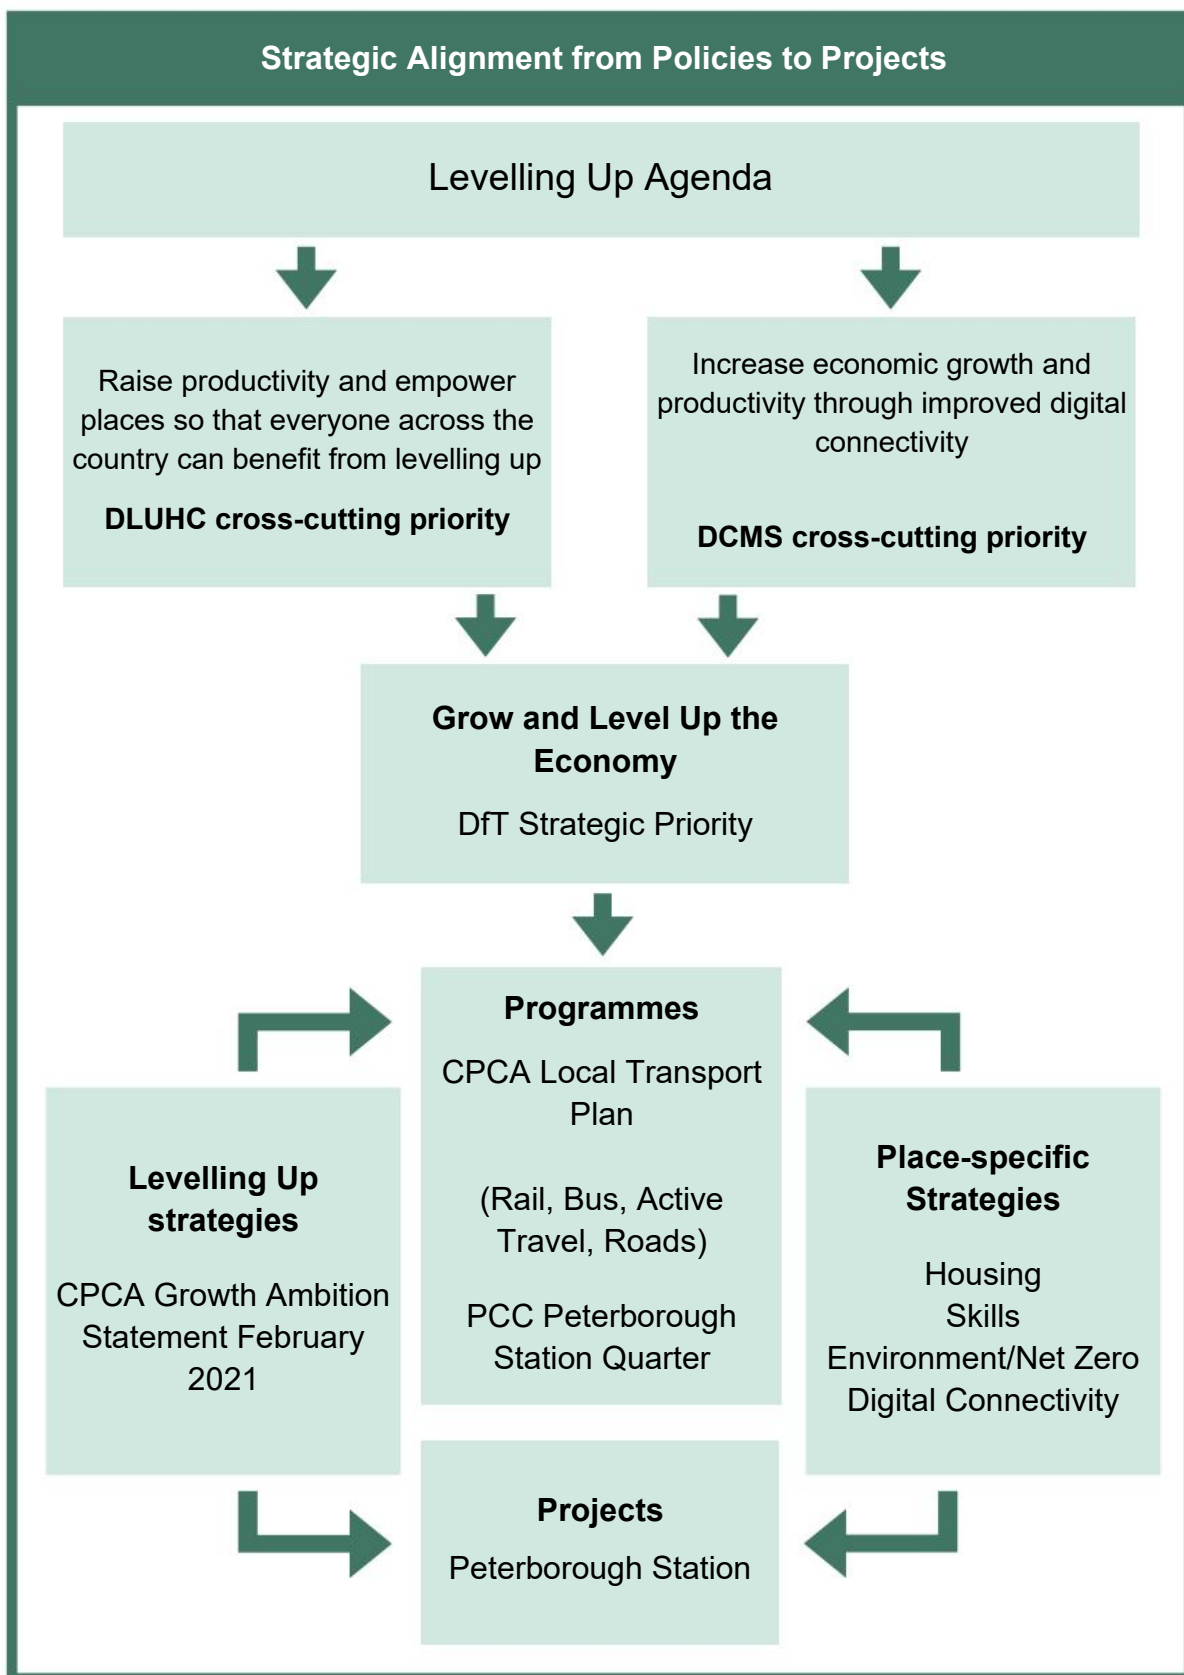 Strategic Alignment from Policies to Projects
Levelling Up Agenda
Raise productivity and empower
places so that everyone across the
country can benefit from levelling up
DLUHC cross-cutting priority
Increase economic growth and
productivity through improved digital
connectivity
DCMS cross-cutting priority
Grow and Level Up the
Economy
DfT Strategic Priority
Programmes
CPCA Local Transport
Plan
(Rail, Bus, Active
Travel, Roads)
PCC Peterborough
Station Quarter
Levelling Up
strategies
CPCA Growth Ambition
Statement February
2021
Place-specific
Strategies
Housing
Skills
Environment/Net Zero
Digital Connectivity
Projects
Peterborough Station